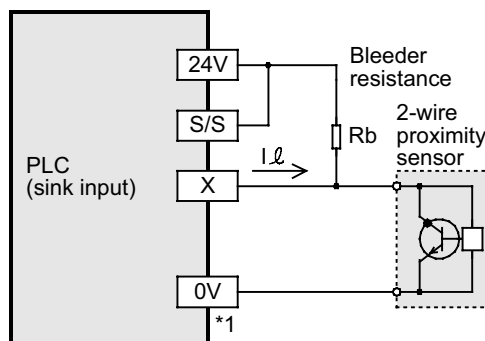 24V
S/S
X
0V
*1
PLC
(sink input)
Iℓ
Bleeder
resistance
Rb
2-wire
proximity
sensor